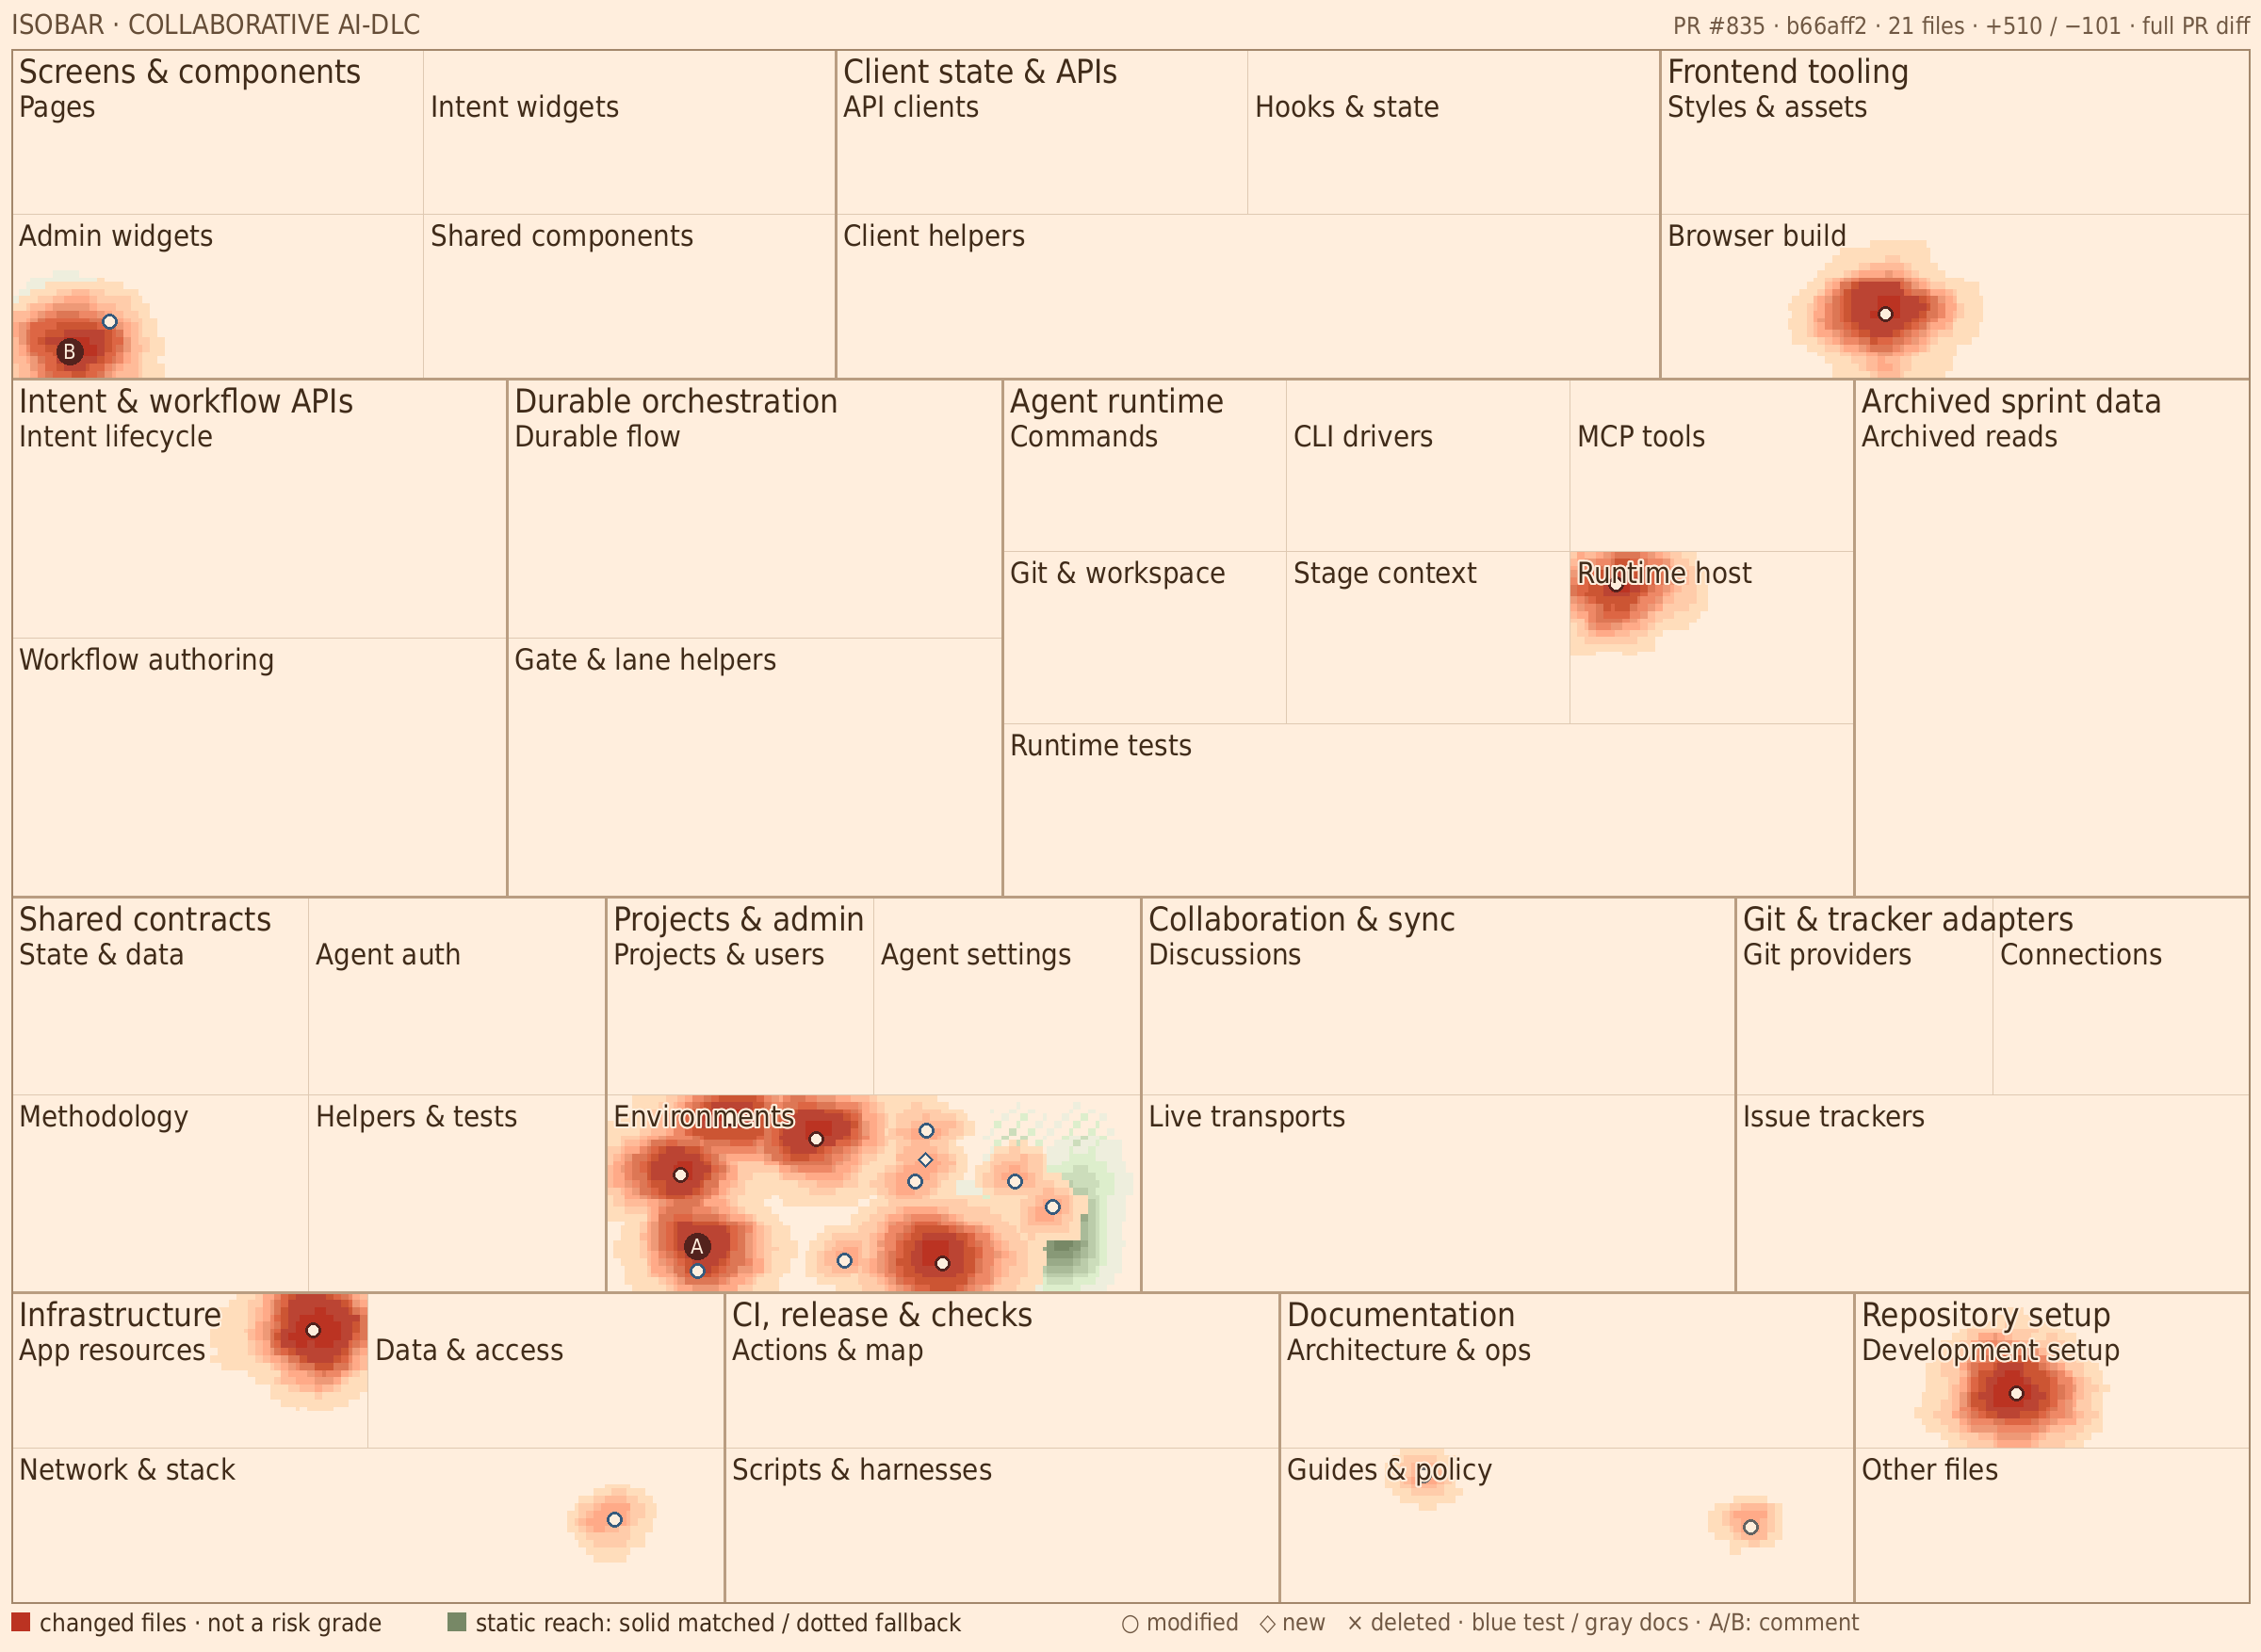 ISOBAR · COLLABORATIVE AI-DLC
PR #835 · b66aff2 · 21 files · +510 / −101 · full PR diff
Screens & components
Pages
Intent widgets
Client state & APIs
API clients
Hooks & state
Frontend tooling
Styles & assets
Admin widgets
Shared components
Client helpers
Browser build
B
Intent & workflow APIs
Intent lifecycle
Durable orchestration
Durable flow
Agent runtime
Commands
CLI drivers
MCP tools
Archived sprint data
Archived reads
Git & workspace
Stage context
Runtime host
Workflow authoring
Gate & lane helpers
Runtime tests
Shared contracts
State & data
Agent auth
Projects & admin
Projects & users
Agent settings
Collaboration & sync
Discussions
Git & tracker adapters
Git providers
Connections
Methodology
Helpers & tests
Environments
Live transports
Issue trackers
A
Infrastructure
App resources
Data & access
CI, release & checks
Actions & map
Documentation
Architecture & ops
Repository setup
Development setup
Network & stack
Scripts & harnesses
Guides & policy
Other files
changed files · not a risk grade
static reach: solid matched / dotted fallback
○ modified ◇ new × deleted · blue test / gray docs · A/B: comment